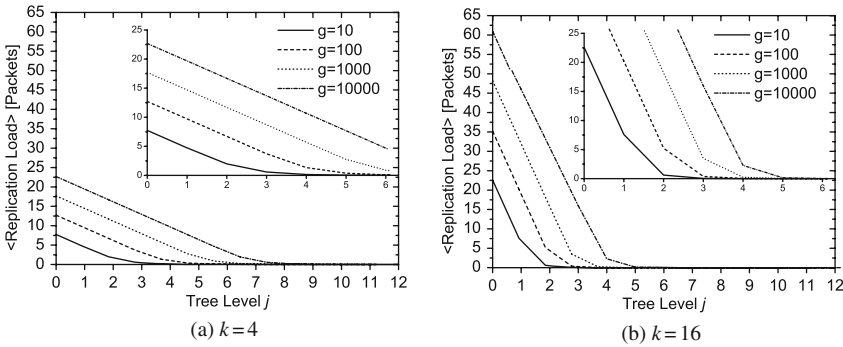 <Replication Load> [Packets]
65
60
55
50
45
40
35
30
25
20
15
10
5
0
0 1 2 3 4 5 6 7 8 9 10 11 12
Tree Level j
25
20
15
10
5
0
0 1 2 3 4 5 6
g=10
g=100
g=1000
g=10000
(a) k=4
<Replication Load> [Packets]
65
60
55
50
45
40
35
30
25
20
15
10
5
0
0 1 2 3 4 5 6 7 8 9 10 11 12
Tree Level j
25
20
15
10
5
0
0 1 2 3 4 5 6
g=10
g=100
g=1000
g=10000
(b) k=16